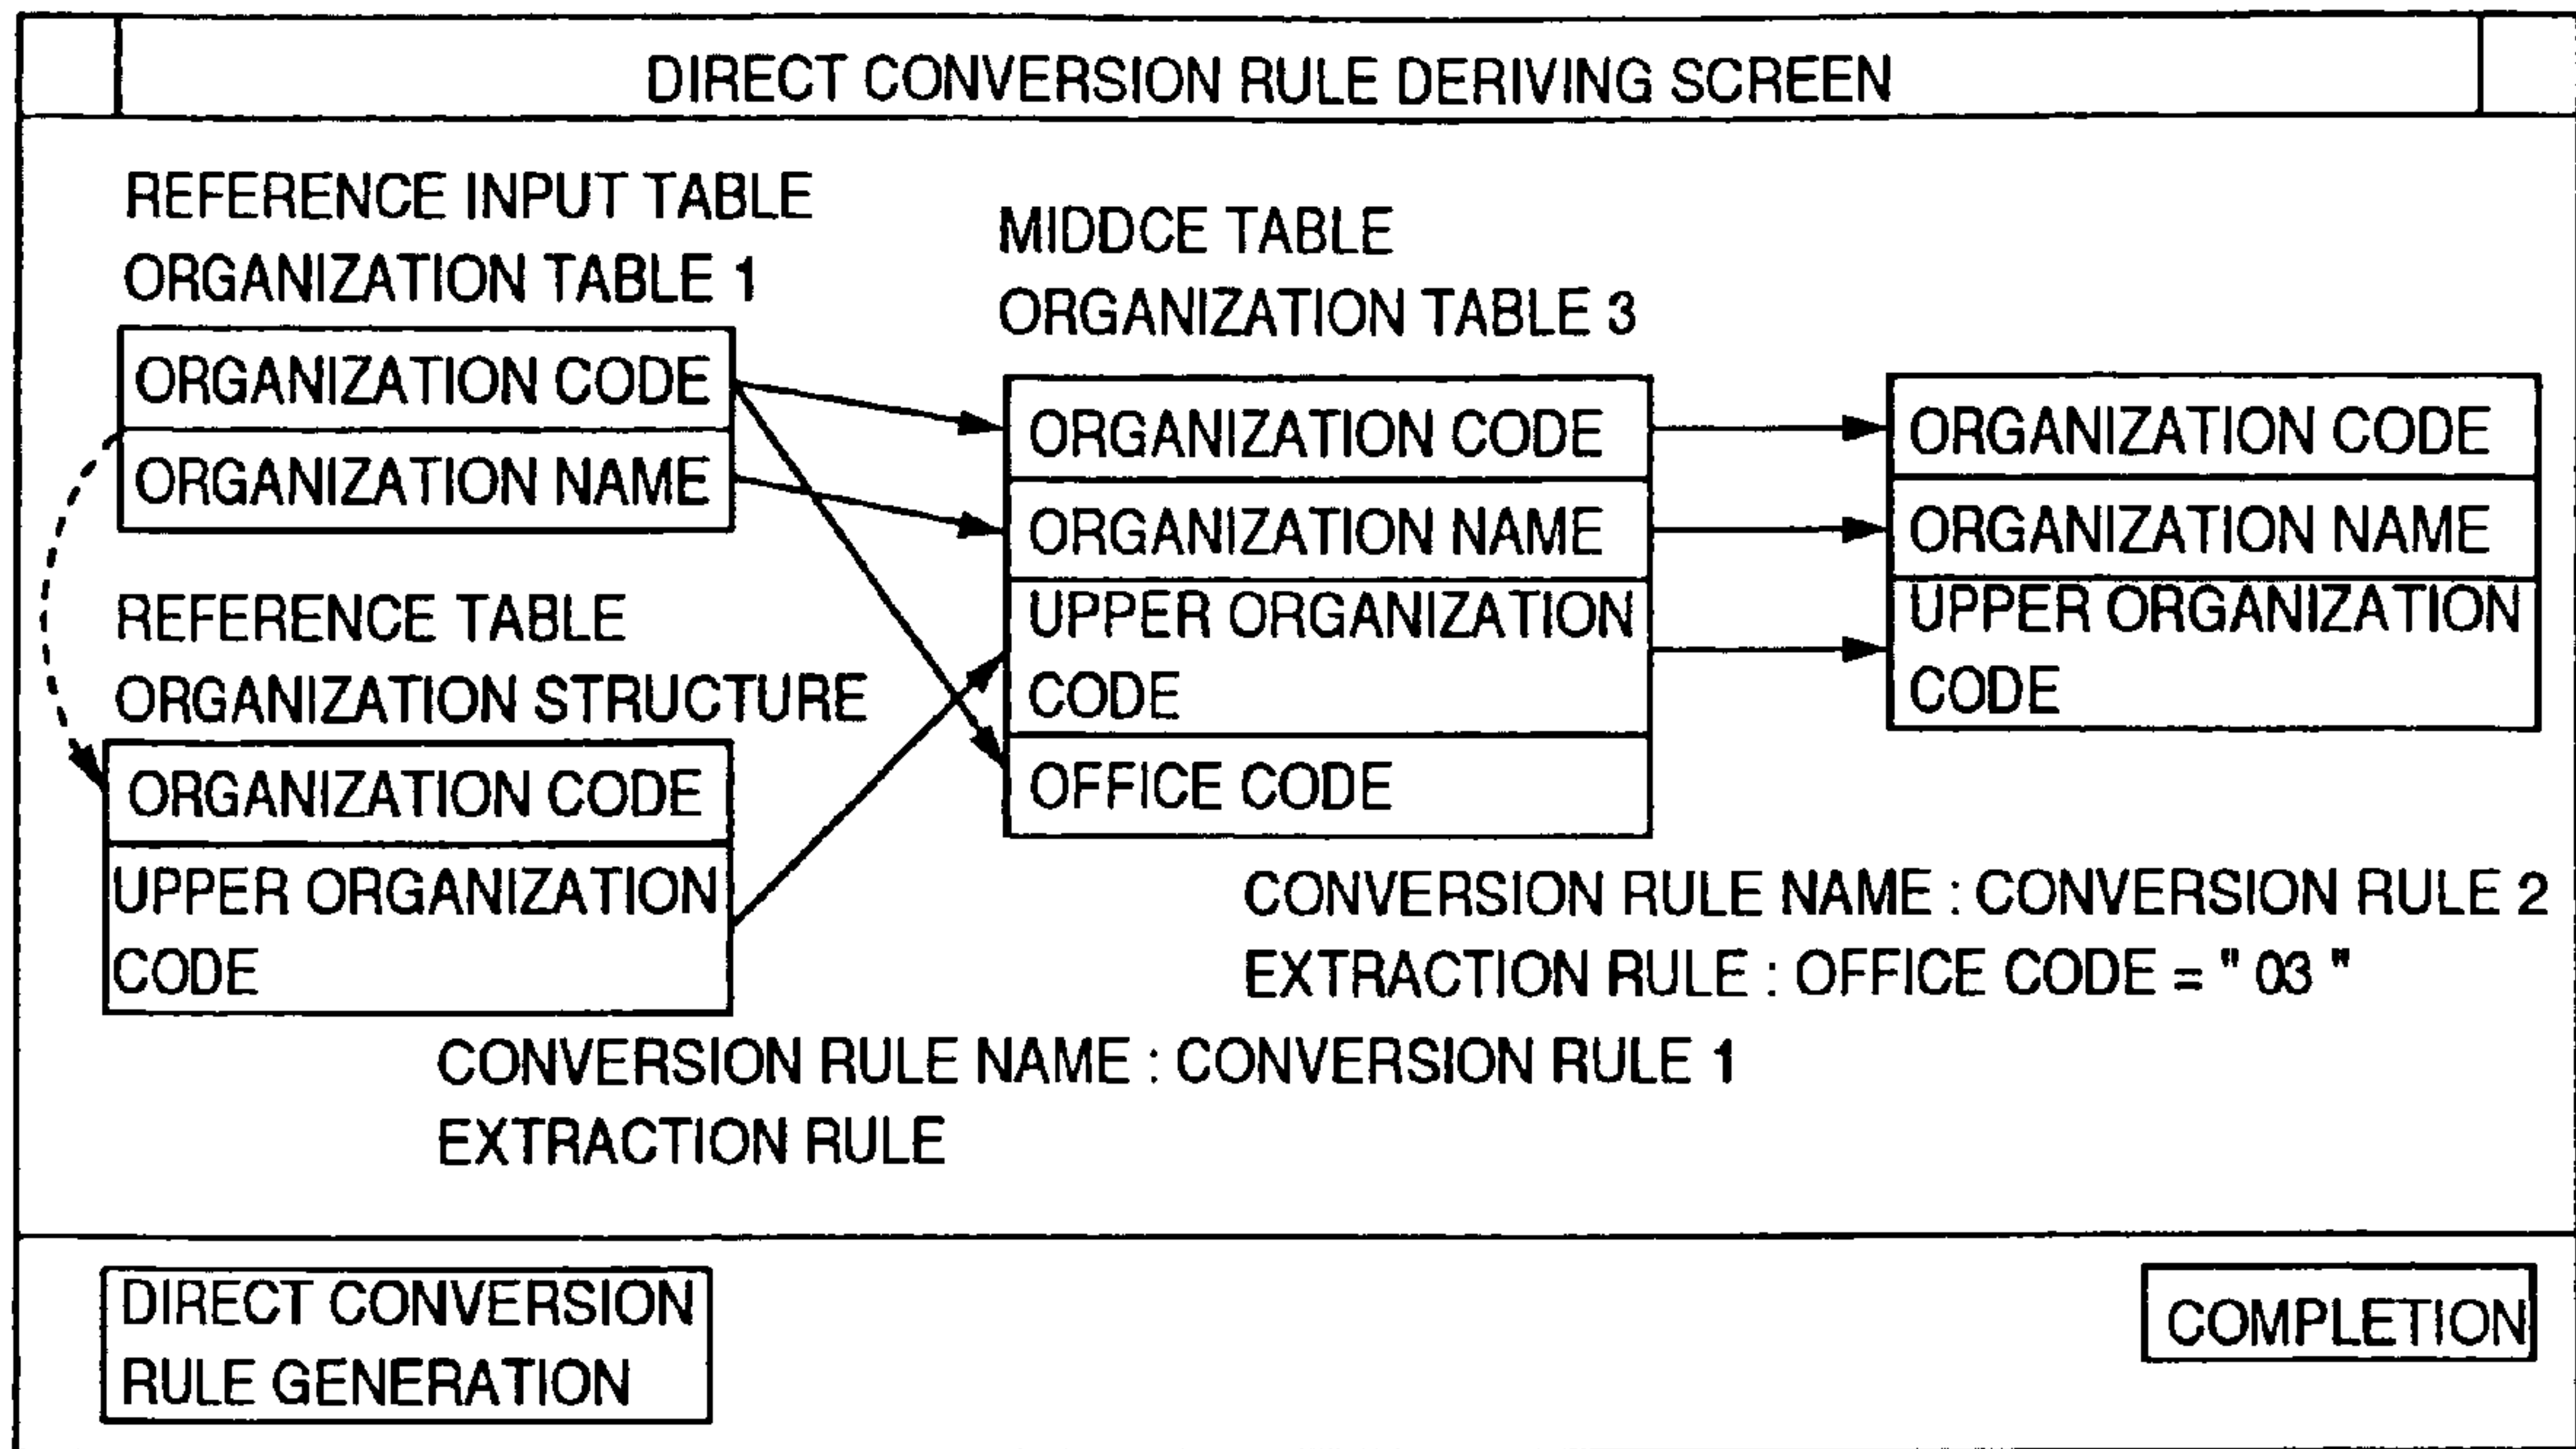 DIRECT CONVERSION RULE DERIVING SCREEN
REFERENCE INPUT TABLE
ORGANIZATION TABLE 1
ORGANIZATION CODE
ORGANIZATION NAME
REFERENCE TABLE
ORGANIZATION STRUCTURE
ORGANIZATION CODE
UPPER ORGANIZATION
CODE
MIDDCE TABLE
ORGANIZATION TABLE 3
ORGANIZATION CODE
ORGANIZATION NAME
UPPER ORGANIZATION
CODE
OFFICE CODE
ORGANIZATION CODE
ORGANIZATION NAME
UPPER ORGANIZATION
CODE
CONVERSION RULE NAME : CONVERSION RULE 2
EXTRACTION RULE : OFFICE CODE = " 03 "
CONVERSION RULE NAME : CONVERSION RULE 1
EXTRACTION RULE
DIRECT CONVERSION
RULE GENERATION
COMPLETION